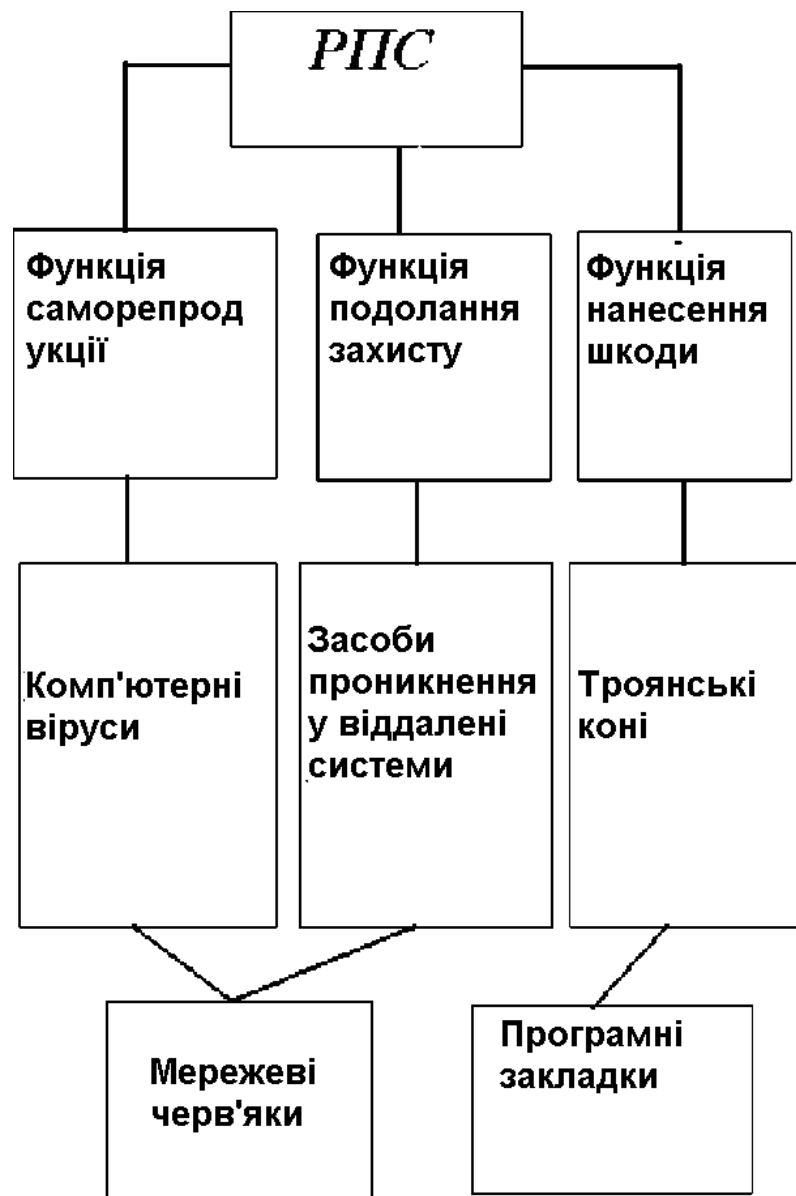 РПС
Функція
саморепрод
укції
Функція
подолання
захисту
Функція
нанесення
шкоди
Комп'ютерні
віруси
Засоби
проникнення
у віддалені
системи
Троянські
коні
Мережеві
черв'яки
Програмні
закладки